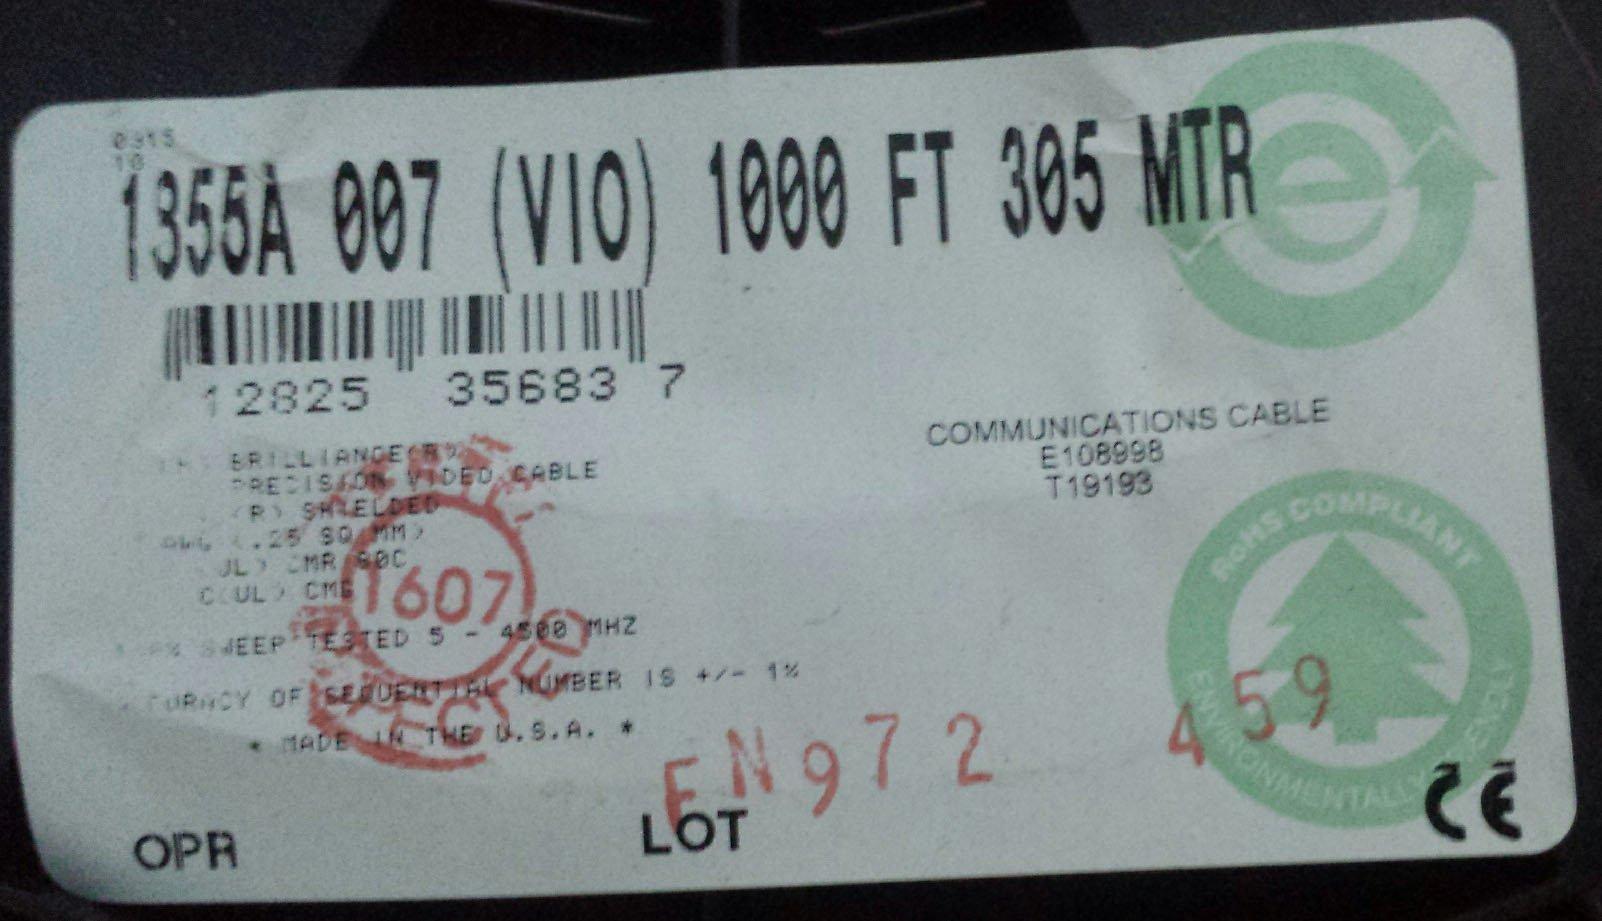 0915
10
1355A 007 (VIO) 1000 FT 305 MTR
12825 35683 7
BRILLIANCE(R)
PRECISION VIDEO CABLE
(R) SHIELDED
(.25 SQ MM)
CMR 80C
C(UL) CMG
SWEEP TESTED 5 - 4500 MHZ
OF SEQUENTIAL NUMBER IS +/- 1%
* MADE IN THE U.S.A. *
1607
COMMUNICATIONS CABLE
E108998
T19193
e
RoHS COMPLIANT
ENVIRONMENTALLY FRIENDLY
EN972 459
OPR
LOT
CE